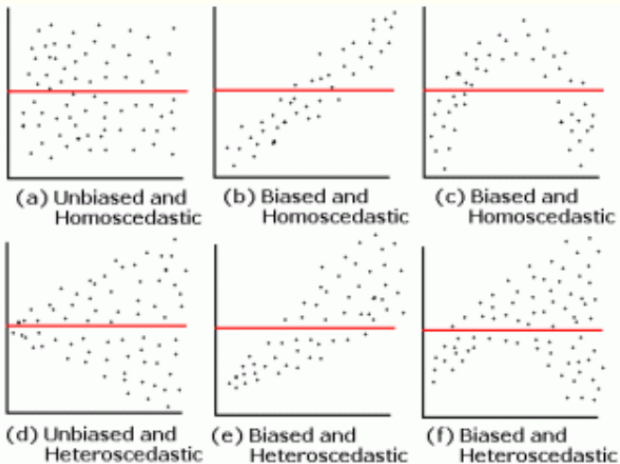 (a) Unbiased and
Homoscedastic
(b) Biased and
Homoscedastic
(c) Biased and
Homoscedastic
(d) Unbiased and
Heteroscedastic
(e) Biased and
Heteroscedastic
(f) Biased and
Heteroscedastic